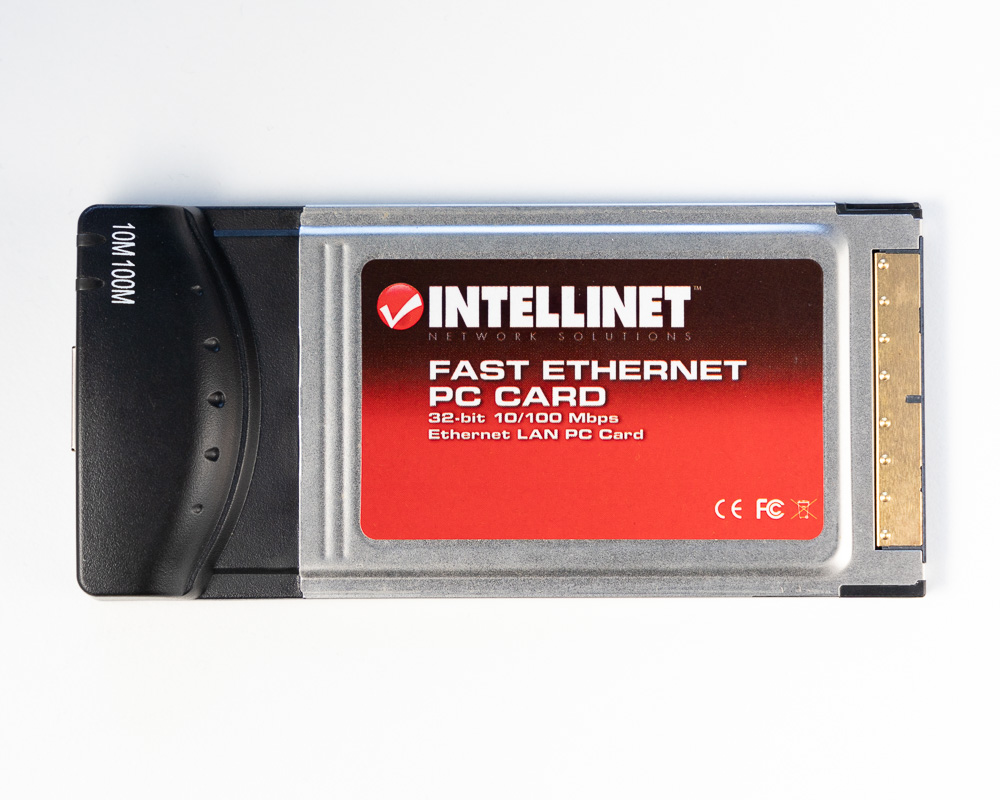 10M 100M
INTELLINET™
NETWORK SOLUTIONS
FAST ETHERNET
PC CARD
32-bit 10/100 Mbps
Ethernet LAN PC Card
CE FC